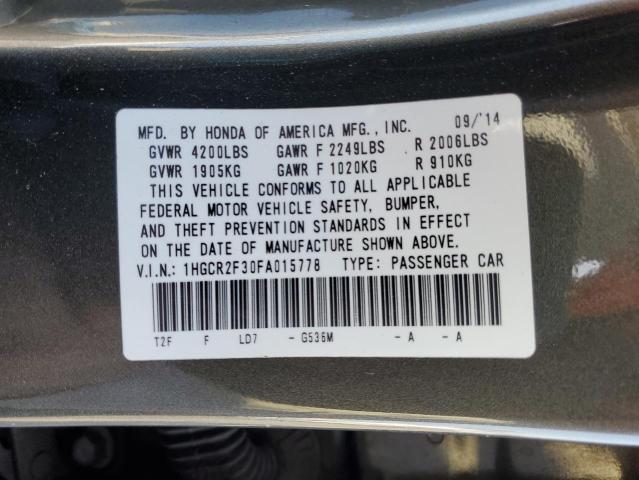 MFD. BY HONDA OF AMERICA MFG., INC. 09/'14
GVWR 4200LBS GAWR F 2249LBS R 2006LBS
GVWR 1905KG GAWR F 1020KG R 910KG
THIS VEHICLE CONFORMS TO ALL APPLICABLE
FEDERAL MOTOR VEHICLE SAFETY, BUMPER,
AND THEFT PREVENTION STANDARDS IN EFFECT
ON THE DATE OF MANUFACTURE SHOWN ABOVE.
V.I.N.: 1HGCR2F30FA015778 TYPE: PASSENGER CAR
T2F F LD7 - G536M - A - A